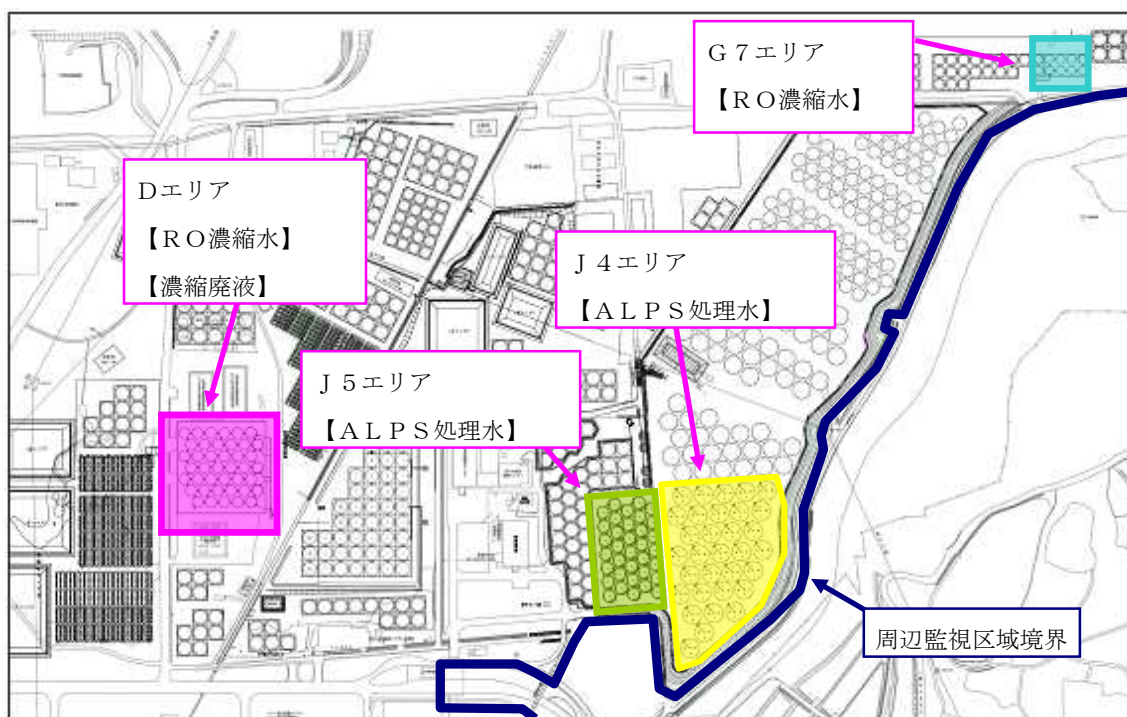 G7エリア
【RO濃縮水】
Dエリア
【RO濃縮水】
【濃縮廃液】
J4エリア
【ALPS処理水】
J5エリア
【ALPS処理水】
周辺監視区域境界